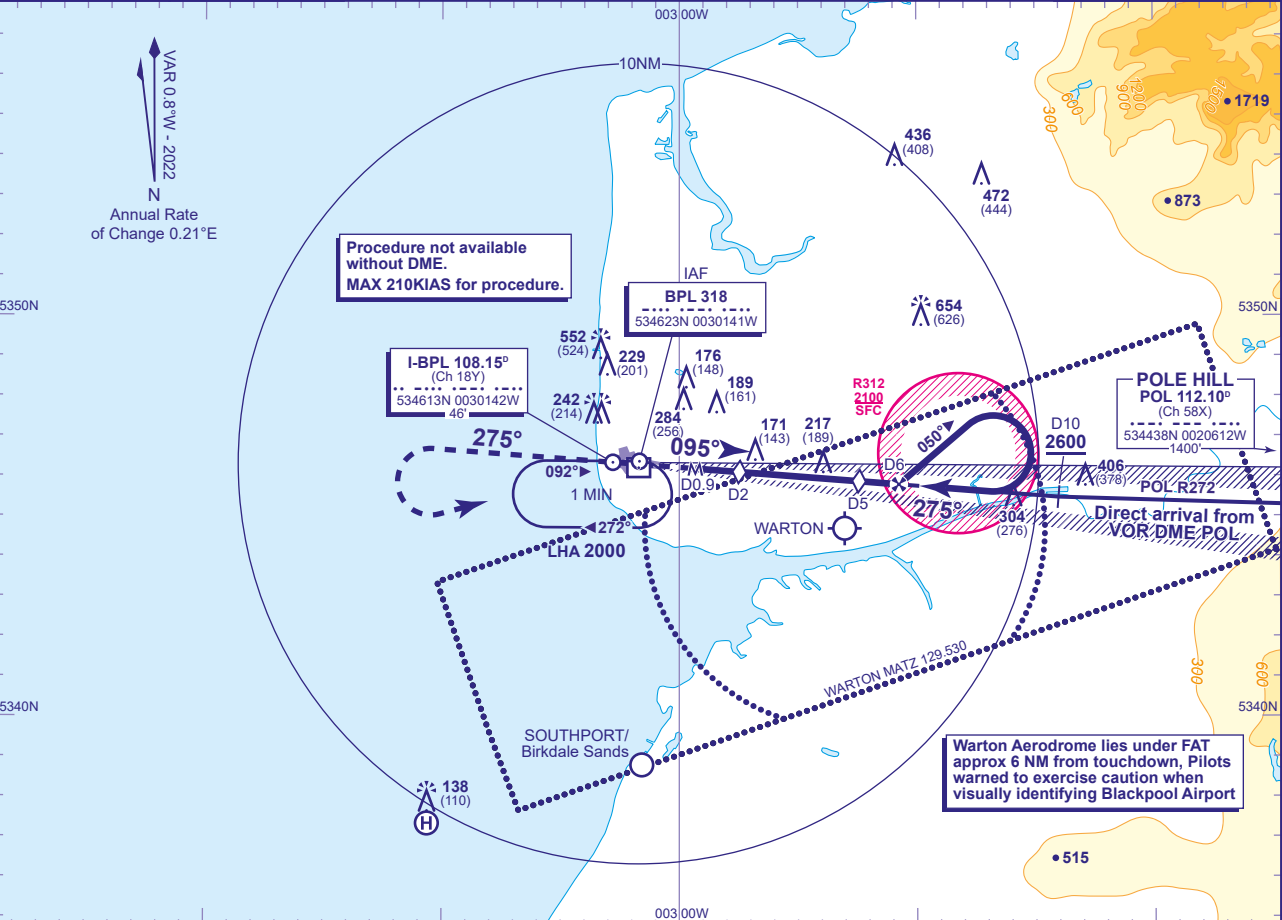 003 00W
10NM
VAR 0.8°W - 2022
N
Annual Rate
of Change 0.21°E
300
600
900
1200
1500
1719
873
436
(408)
472
(444)
Procedure not available
without DME.
MAX 210KIAS for procedure.
5350N
5350N
IAF
BPL 318
534623N 0030141W
654
(626)
I-BPL 108.15ᴰ
(Ch 18Y)
534613N 0030142W
46'
552
(524)
229
(201)
242
(214)
176
(148)
189
(161)
284
(256)
171
(143)
217
(189)
R312
2100
SFC
POLE HILL
POL 112.10ᴰ
(Ch 58X)
534438N 0020612W
1400
D10
2600
050°
275°
095°
092°
1 MIN
272°
LHA 2000
D0.9
D2
D5
D6
275°
304
(276)
406
(378)
POL R272
Direct arrival from
VOR DME POL
WARTON
WARTON MATZ 129.530
300
600
5340N
5340N
SOUTHPORT/
Birkdale Sands
138
(110)
H
Warton Aerodrome lies under FAT
approx 6 NM from touchdown, Pilots
warned to exercise caution when
visually identifying Blackpool Airport
515
003 00W